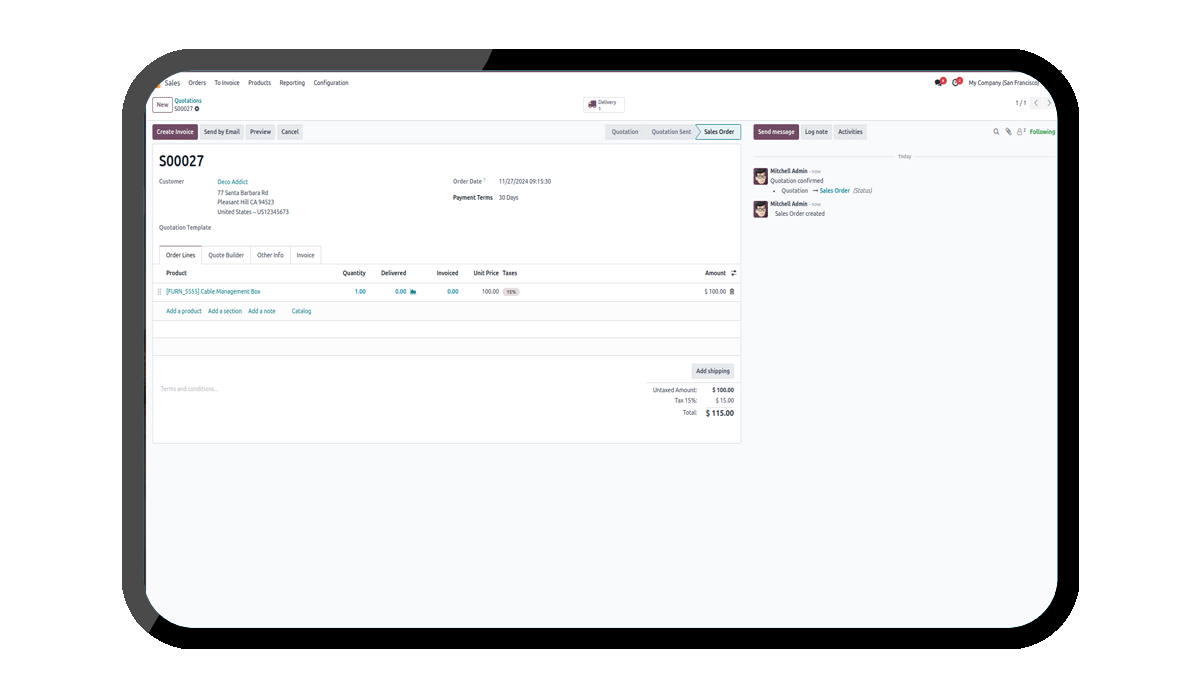 Sales Orders To Invoice Products Reporting Configuration
My Company (San Francisco)
New
Quotations
S00027
Delivery
1
1 / 1
Create Invoice Send by Email Preview Cancel
Quotation Quotation Sent Sales Order
Send message Log note Activities
2 Following
S00027
Customer
Deco Addict
77 Santa Barbara Rd
Pleasant Hill CA 94523
United States – US12345673
Order Date ? 11/27/2024 09:15:30
Payment Terms 30 Days
Quotation Template
Order Lines Quote Builder Other Info Invoice
Product Quantity Delivered Invoiced Unit Price Taxes Amount
[FURN_5555] Cable Management Box 1.00 0.00 0.00 100.00 15% $ 100.00
Add a product Add a section Add a note Catalog
Add shipping
Terms and conditions...
Untaxed Amount: $ 100.00
Tax 15%: $ 15.00
Total: $ 115.00
Today
Mitchell Admin - now
Quotation confirmed
• Quotation → Sales Order (Status)
Mitchell Admin - now
Sales Order created